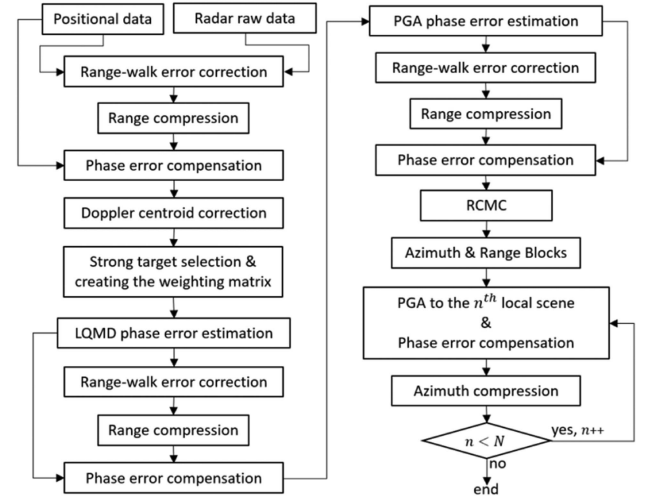 Positional data
Radar raw data
Range-walk error correction
Range compression
Phase error compensation
Doppler centroid correction
Strong target selection &
creating the weighting matrix
LQMD phase error estimation
Range-walk error correction
Range compression
Phase error compensation
PGA phase error estimation
Range-walk error correction
Range compression
Phase error compensation
RCMC
Azimuth & Range Blocks
PGA to the nᵗʰ local scene
&
Phase error compensation
Azimuth compression
n < N
yes, n++
no
end